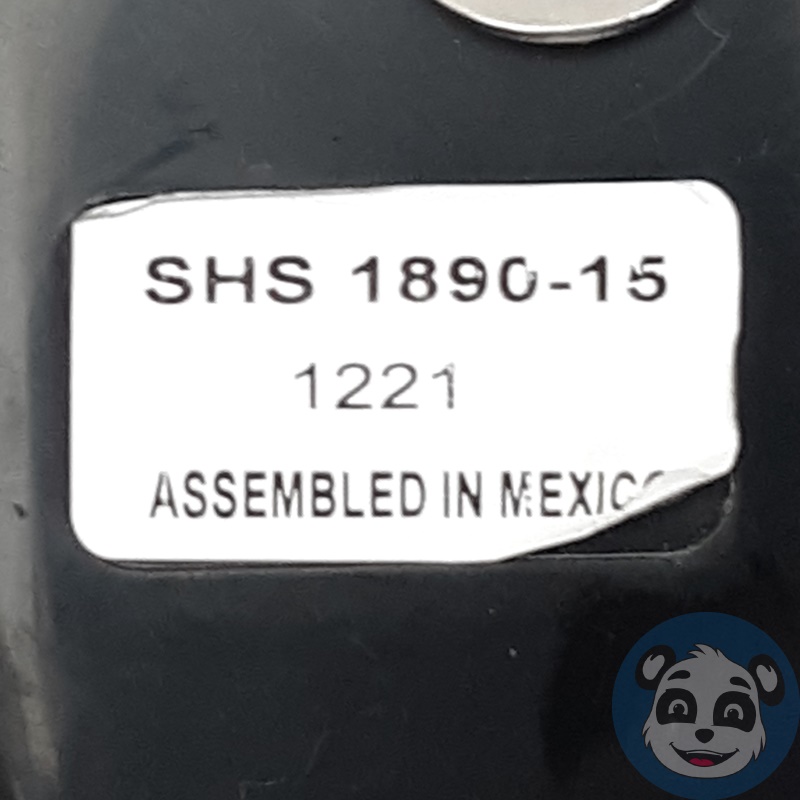 SHS 1890-15
1221
ASSEMBLED IN MEXICO